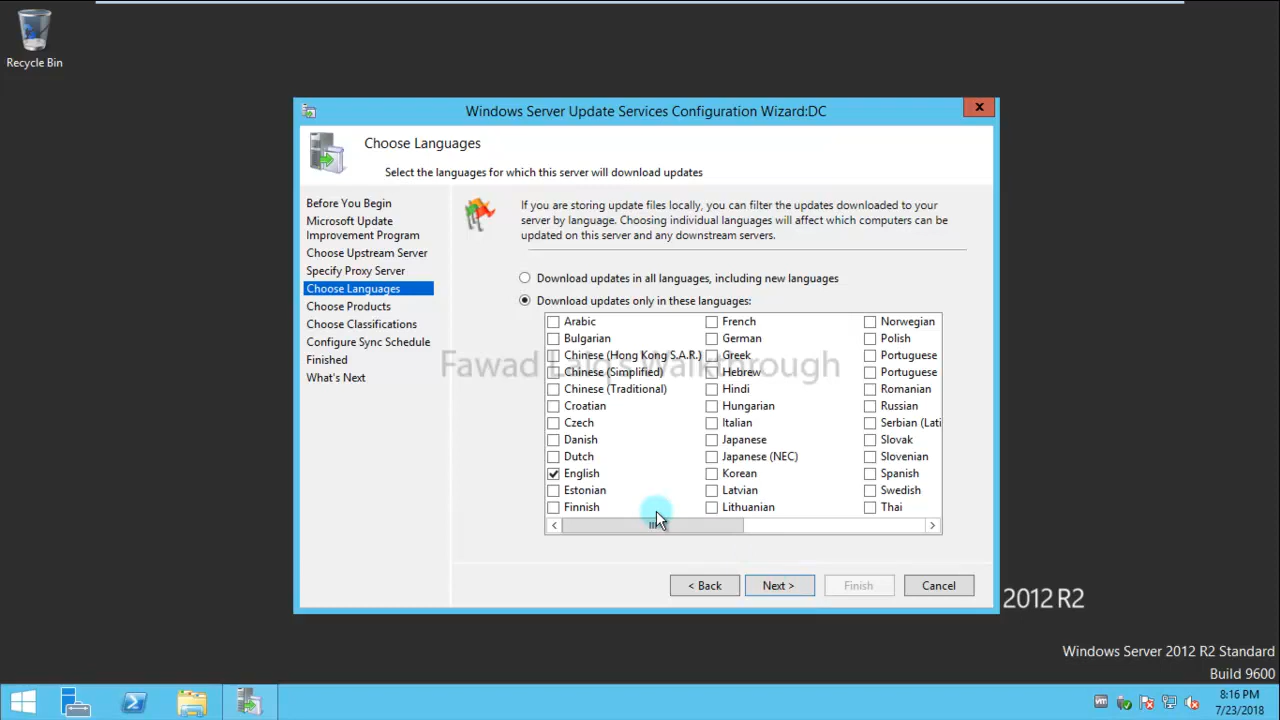 Recycle Bin
Windows Server Update Services Configuration Wizard:DC
Choose Languages
Select the languages for which this server will download updates
Before You Begin
Microsoft Update
Improvement Program
Choose Upstream Server
Specify Proxy Server
Choose Languages
Choose Products
Choose Classifications
Configure Sync Schedule
Finished
What's Next
If you are storing update files locally, you can filter the updates downloaded to your
server by language. Choosing individual languages will affect which computers can be
updated on this server and any downstream servers.
Download updates in all languages, including new languages
Download updates only in these languages:
Arabic
Bulgarian
Chinese (Hong Kong S.A.R.)
Chinese (Simplified)
Chinese (Traditional)
Croatian
Czech
Danish
Dutch
English
Estonian
Finnish
French
German
Greek
Hebrew
Hindi
Hungarian
Italian
Japanese
Japanese (NEC)
Korean
Latvian
Lithuanian
Norwegian
Polish
Portuguese
Portuguese
Romanian
Russian
Serbian (Lati
Slovak
Slovenian
Spanish
Swedish
Thai
Fawad Walkthrough
< Back
Next >
Finish
Cancel
2012 R2
Windows Server 2012 R2 Standard
Build 9600
8:16 PM
7/23/2018